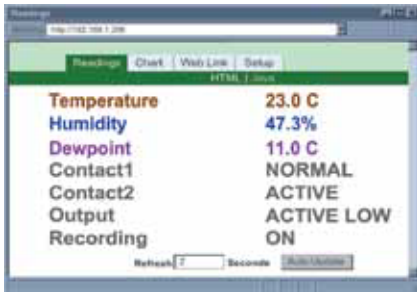 Readings
http://192.168.1.200
Readings Chart Web Link Setup
HTML | Java
Temperature 23.0 C
Humidity 47.3%
Dewpoint 11.0 C
Contact1 NORMAL
Contact2 ACTIVE
Output ACTIVE LOW
Recording ON
Refresh Seconds Auto Update